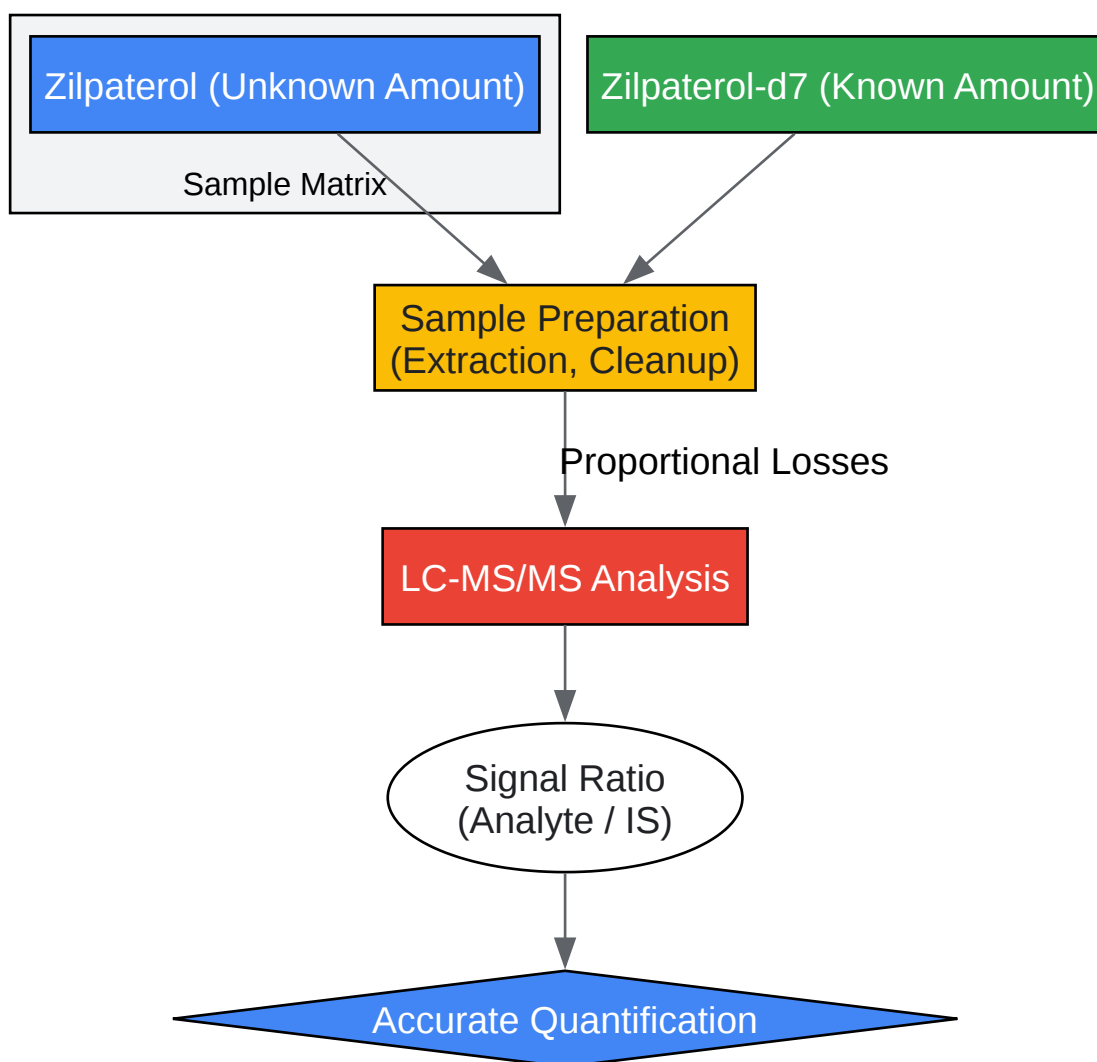 Zilpaterol (Unknown Amount)
Zilpaterol-d7 (Known Amount)
Sample Matrix
Sample Preparation
(Extraction, Cleanup)
Proportional Losses
LC-MS/MS Analysis
Signal Ratio
(Analyte / IS)
Accurate Quantification